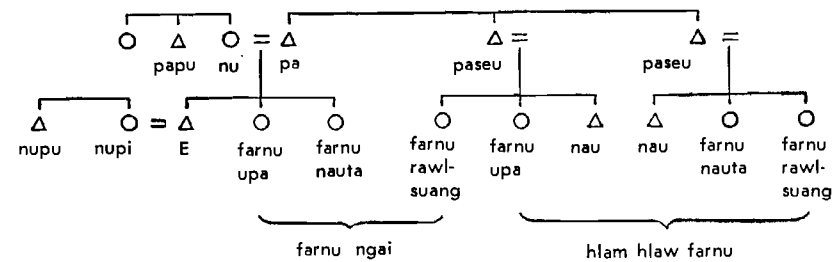 papu nu pa paseu paseu
nupu nupi E farnu farnu farnu farnu nau nau farnu farnu
upa nauta rawl- upa nauta rawl-
suang suang
farnu ngai hlam hlaw farnu